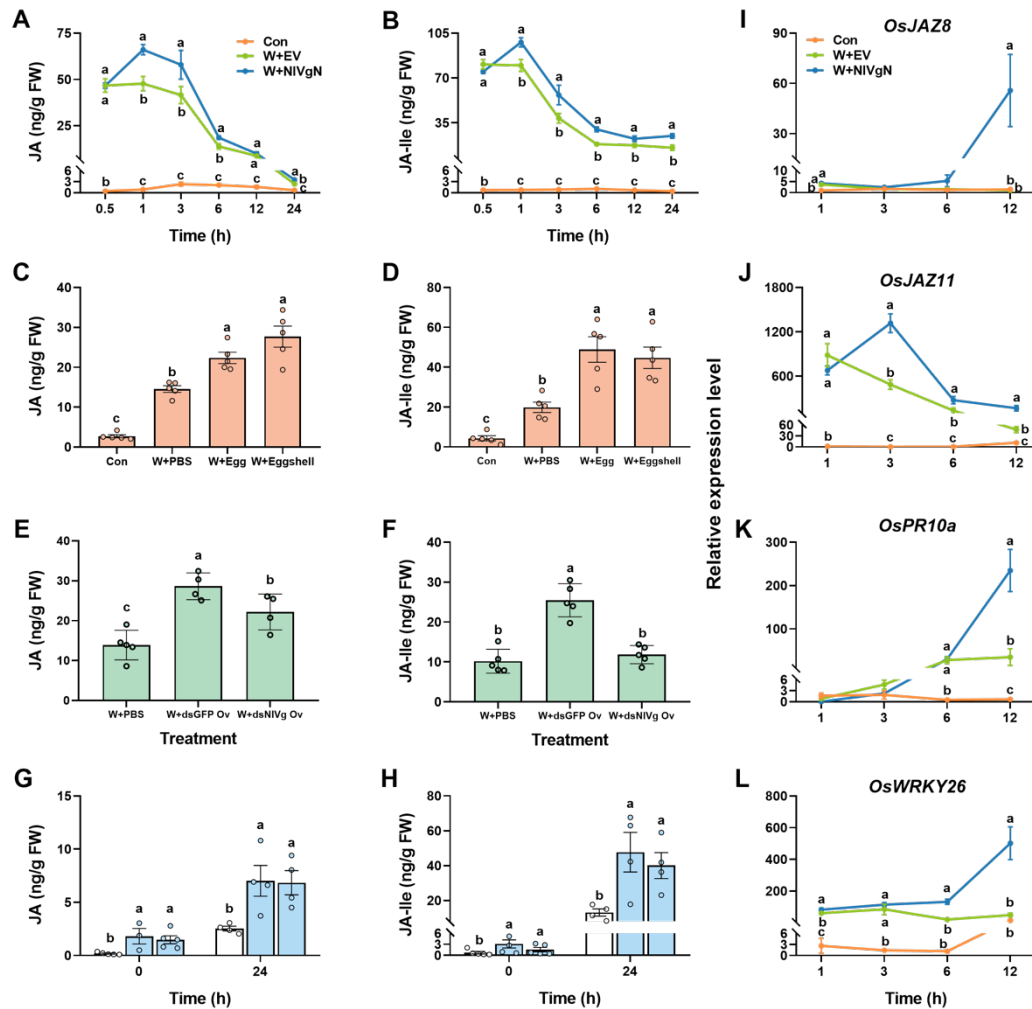 A
JA (ng/g FW)
75
50
25
6
3
0
Con
W+EV
W+NlVgN
a a a a a b
a b b b b
b c c c c c
0.5 1 3 6 12 24
Time (h)
B
JA-Ile (ng/g FW)
105
70
35
6
3
0
a a a a a a
a b b b b b
b c c c c c
0.5 1 3 6 12 24
Time (h)
I
OsJAZ8
Con
W+EV
W+NlVgN
90
60
30
10
5
0
a a a a
a b b
b b
1 3 6 12
C
JA (ng/g FW)
40
30
20
10
0
c b a a
Con W+PBS W+Egg W+Eggshell
D
JA-Ile (ng/g FW)
80
60
40
20
0
c b a a
Con W+PBS W+Egg W+Eggshell
J
OsJAZ11
1800
1200
600
30
15
0
a a a a
a b b b
b c c c
1 3 6 12
Relative expression level
E
JA (ng/g FW)
40
30
20
10
0
c a b
W+PBS W+dsGFP Ov W+dsNlVg Ov
Treatment
F
JA-Ile (ng/g FW)
40
30
20
10
0
b a b
W+PBS W+dsGFP Ov W+dsNlVg Ov
Treatment
K
OsPR10a
300
200
100
6
3
0
a a
a b
b c
1 3 6 12
G
JA (ng/g FW)
15
10
5
0
b a a b a a
0 24
Time (h)
H
JA-Ile (ng/g FW)
80
60
40
20
6
3
0
b a a b a a
0 24
Time (h)
L
OsWRKY26
800
600
400
200
100
6
3
0
a a a a
b a b b
c b b b
1 3 6 12
Time (h)